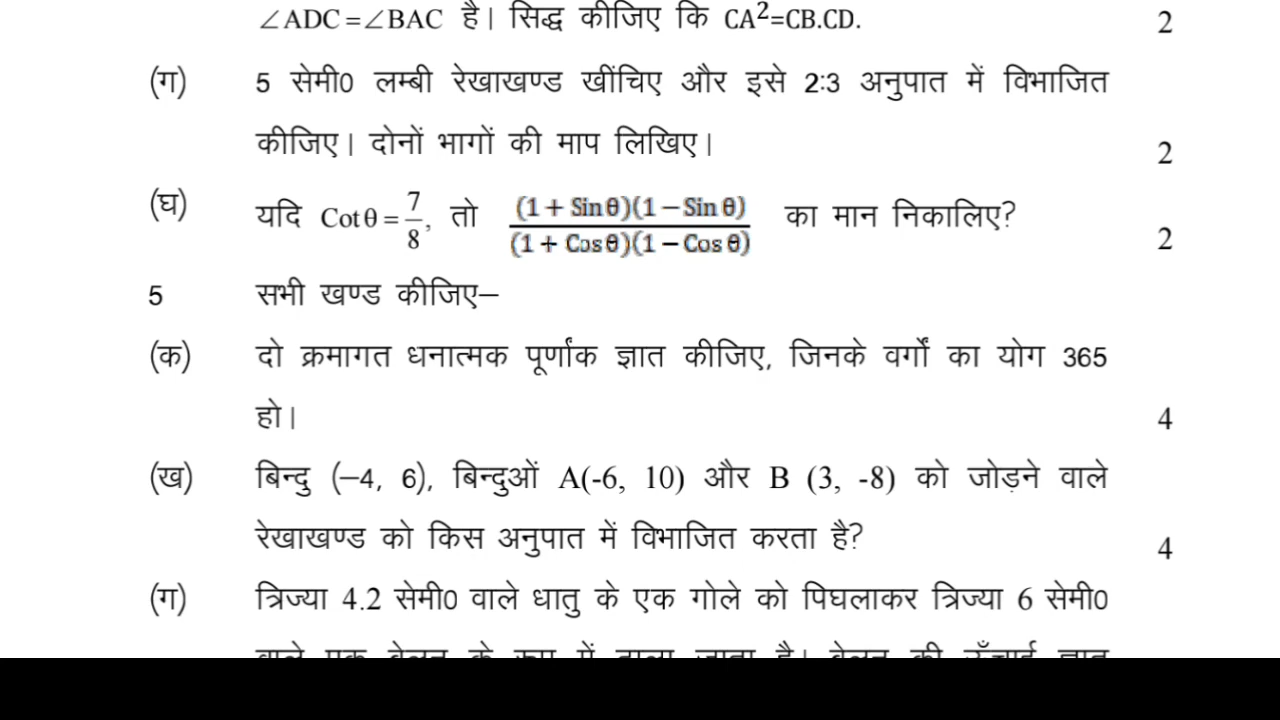 ∠ADC=∠BAC है। सिद्ध कीजिए कि CA²=CB.CD. 2
(ग) 5 सेमी0 लम्बी रेखाखण्ड खींचिए और इसे 2:3 अनुपात में विभाजित
कीजिए। दोनों भागों की माप लिखिए। 2
(घ) यदि Cotθ=7/8, तो (1+Sinθ)(1−Sinθ)/(1+Cosθ)(1−Cosθ) का मान निकालिए? 2
5 सभी खण्ड कीजिए–
(क) दो क्रमागत धनात्मक पूर्णांक ज्ञात कीजिए, जिनके वर्गों का योग 365
हो। 4
(ख) बिन्दु (–4, 6), बिन्दुओं A(-6, 10) और B (3, -8) को जोड़ने वाले
रेखाखण्ड को किस अनुपात में विभाजित करता है? 4
(ग) त्रिज्या 4.2 सेमी0 वाले धातु के एक गोले को पिघलाकर त्रिज्या 6 सेमी0
वाले एक बेलन के रूप में ढाला जाता है। बेलन की ऊँचाई ज्ञात